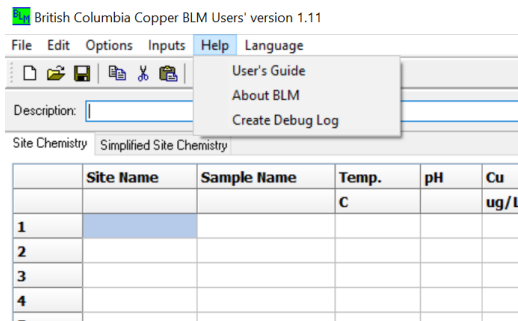 BLM British Columbia Copper BLM Users' version 1.11
File Edit Options Inputs Help Language
User's Guide
About BLM
Create Debug Log
Description:
Site Chemistry Simplified Site Chemistry
Site Name Sample Name Temp. pH Cu
C ug/L
1
2
3
4